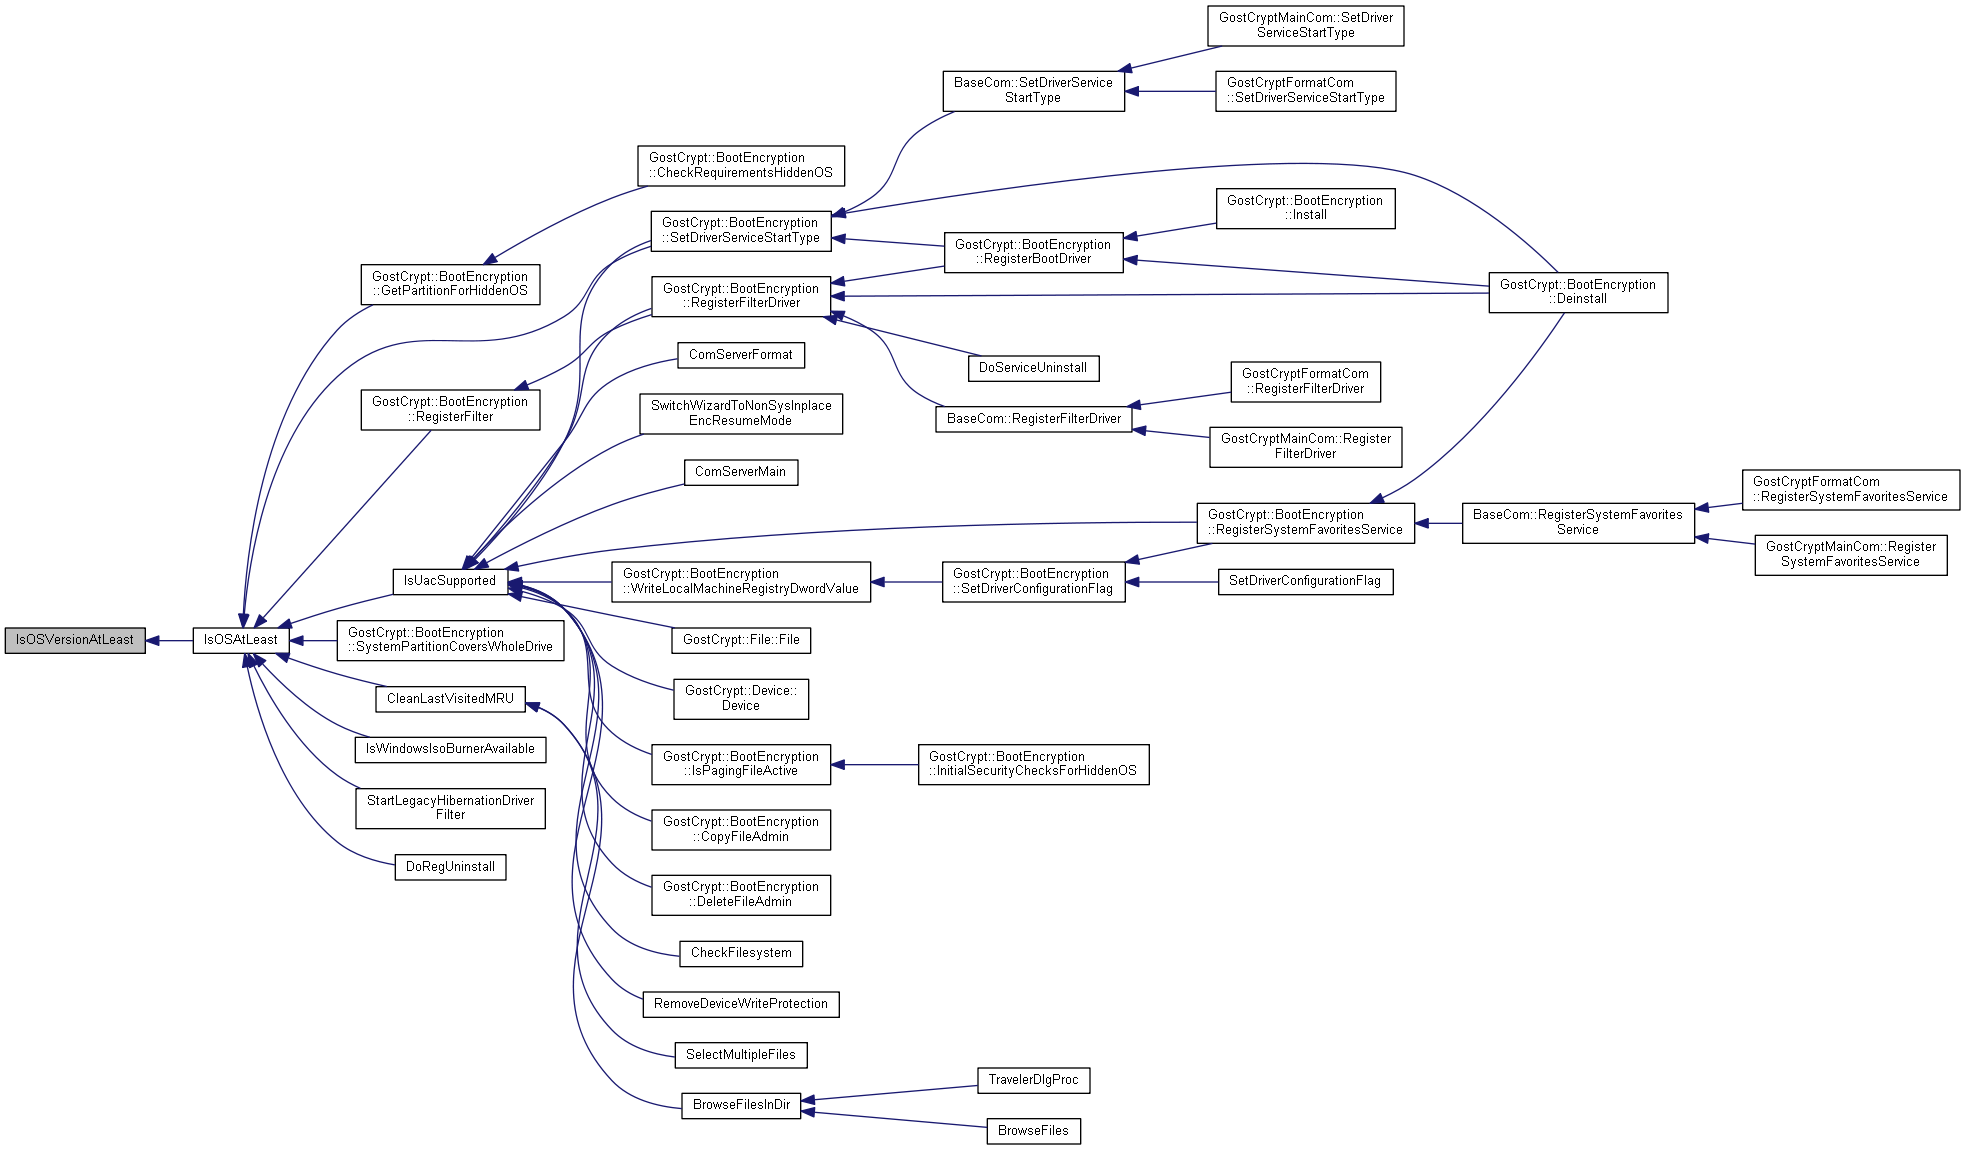 GostCryptMainCom::SetDriver
ServiceStartType
BaseCom::SetDriverService
StartType
GostCryptFormatCom
::SetDriverServiceStartType
GostCrypt::BootEncryption
::CheckRequirementsHiddenOS
GostCrypt::BootEncryption
::SetDriverServiceStartType
GostCrypt::BootEncryption
::Install
GostCrypt::BootEncryption
::RegisterBootDriver
GostCrypt::BootEncryption
::GetPartitionForHiddenOS
GostCrypt::BootEncryption
::RegisterFilterDriver
GostCrypt::BootEncryption
::Deinstall
ComServerFormat
DoServiceUninstall
GostCryptFormatCom
::RegisterFilterDriver
GostCrypt::BootEncryption
::RegisterFilter
SwitchWizardToNonSysInplace
EncResumeMode
BaseCom::RegisterFilterDriver
GostCryptMainCom::Register
FilterDriver
ComServerMain
GostCryptFormatCom
::RegisterSystemFavoritesService
GostCrypt::BootEncryption
::RegisterSystemFavoritesService
BaseCom::RegisterSystemFavorites
Service
GostCryptMainCom::Register
SystemFavoritesService
IsUacSupported
GostCrypt::BootEncryption
::WriteLocalMachineRegistryDwordValue
GostCrypt::BootEncryption
::SetDriverConfigurationFlag
SetDriverConfigurationFlag
IsOSVersionAtLeast
IsOSAtLeast
GostCrypt::BootEncryption
::SystemPartitionCoversWholeDrive
GostCrypt::File::File
CleanLastVisitedMRU
GostCrypt::Device::
Device
IsWindowsIsoBurnerAvailable
GostCrypt::BootEncryption
::IsPagingFileActive
GostCrypt::BootEncryption
::InitialSecurityChecksForHiddenOS
StartLegacyHibernationDriver
Filter
GostCrypt::BootEncryption
::CopyFileAdmin
DoRegUninstall
GostCrypt::BootEncryption
::DeleteFileAdmin
CheckFilesystem
RemoveDeviceWriteProtection
SelectMultipleFiles
TravelerDlgProc
BrowseFilesInDir
BrowseFiles